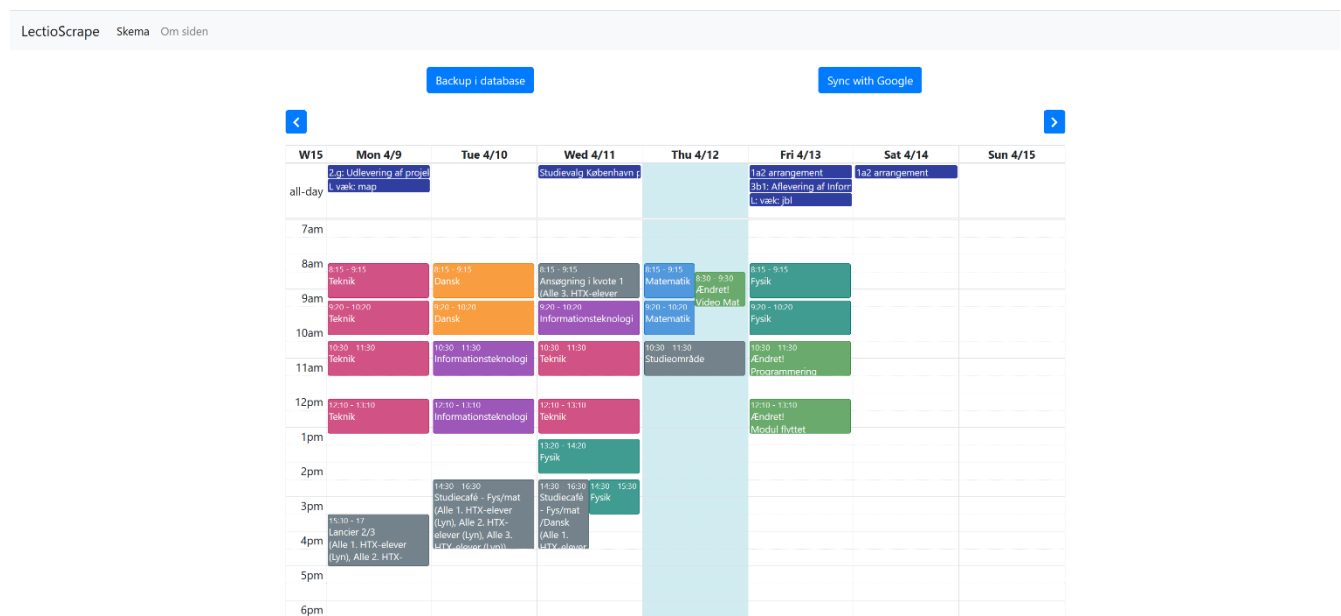 LectioScrape Skema Om siden
Backup i database
Sync with Google
W15 Mon 4/9 Tue 4/10 Wed 4/11 Thu 4/12 Fri 4/13 Sat 4/14 Sun 4/15
all-day
2.g: Udlevering af projel
L væk: map
Studievalg København p
1a2 arrangement
3b1: Aflevering af Inforr
L: væk: jbl
1a2 arrangement
7am
8am
9am
10am
11am
12pm
1pm
2pm
3pm
4pm
5pm
6pm
8:15 - 9:15
Teknik
9:20 - 10:20
Teknik
10:30 - 11:30
Teknik
12:10 - 13:10
Teknik
15:30 - 17
Lancier 2/3
(Alle 1. HTX-elever
(Lyn), Alle 2. HTX-
8:15 - 9:15
Dansk
9:20 - 10:20
Dansk
10:30 - 11:30
Informationsteknologi
12:10 - 13:10
Informationsteknologi
14:30 - 16:30
Studiecafé - Fys/mat
(Alle 1. HTX-elever
(Lyn), Alle 2. HTX-
elever (Lyn), Alle 3.
HTX-elever (Lyn))
8:15 - 9:15
Ansøgning i kvote 1
(Alle 3. HTX-elever
9:20 - 10:20
Informationsteknologi
10:30 - 11:30
Teknik
12:10 - 13:10
Teknik
13:20 - 14:20
Fysik
14:30 - 16:30
Studiecafé
- Fys/mat
/Dansk
(Alle 1.
HTX-elever
14:30 - 15:30
Fysik
8:15 - 9:15
Matematik
8:30 - 9:30
Ændret!
Video Mat
9:20 - 10:20
Matematik
10:30 - 11:30
Studieområde
8:15 - 9:15
Fysik
9:20 - 10:20
Fysik
10:30 - 11:30
Ændret!
Programmering
12:10 - 13:10
Ændret!
Modul flyttet